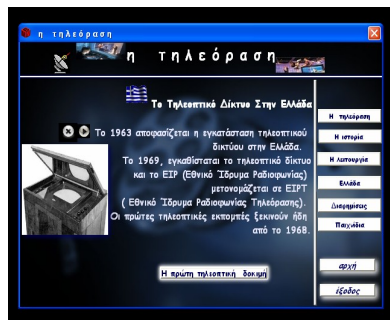 η τηλεόραση
η τηλεόραση
Το Τηλεοπτικό Δίκτυο Στην Ελλάδα
Το 1963 αποφασίζεται η εγκατάσταση τηλεοπτικού
δικτύου στην Ελλάδα.
Το 1969, εγκαθίσταται το τηλεοπτικό δίκτυο
και το ΕΙΡ (Εθνικό Ίδρυμα Ραδιοφωνίας)
μετονομάζεται σε ΕΙΡΤ
( Εθνικό Ίδρυμα Ραδιοφωνίας Τηλεόρασης).
Οι πρώτες τηλεοπτικές εκπομπές ξεκινούν ήδη
από το 1968.
Η πρώτη τηλεοπτική δοκιμή
Η τηλεόραση
Η ιστορία
Η λειτουργία
Ελλάδα
Διαφημίσεις
Παιχνίδια
αρχή
έξοδος